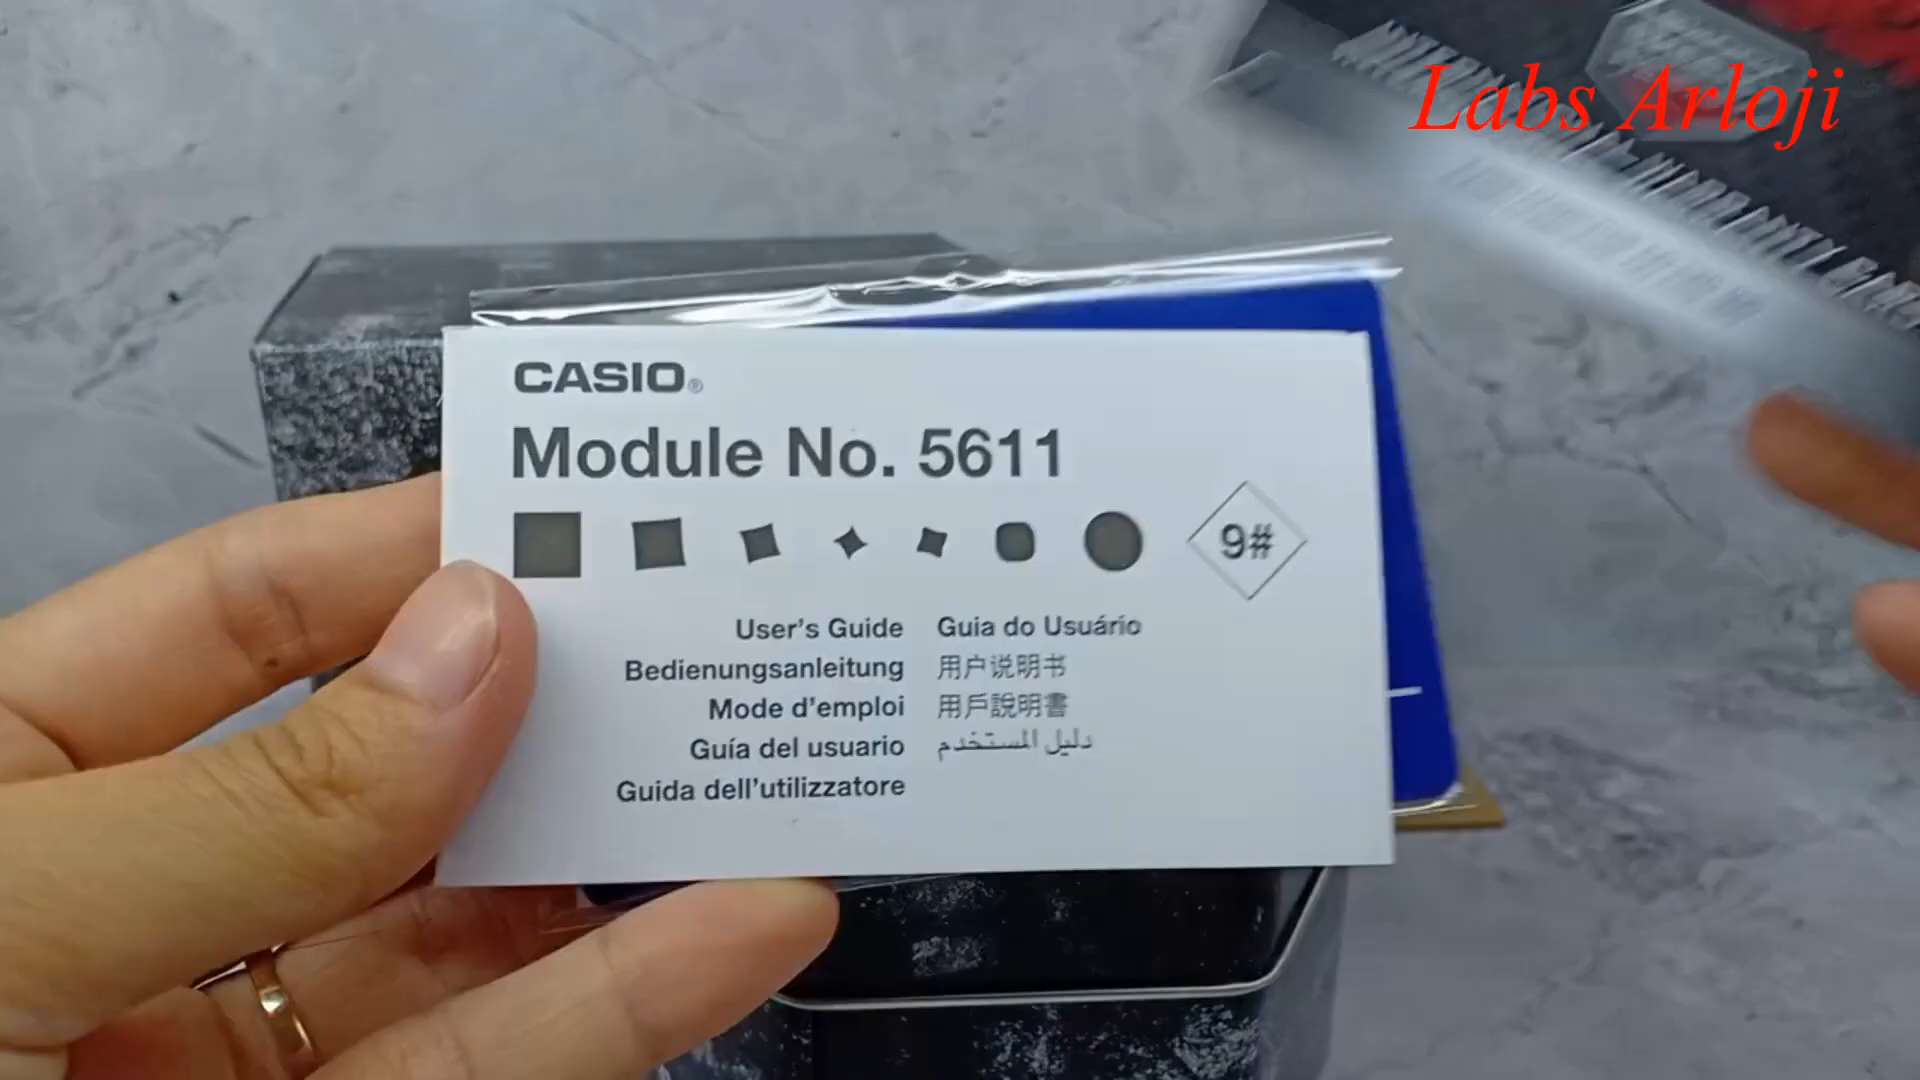 Labs Arloji
CASIO®
Module No. 5611
9#
User's Guide
Bedienungsanleitung
Mode d'emploi
Guía del usuario
Guida dell'utilizzatore
Guia do Usuário
用户说明书
用戶說明書
دليل المستخدم